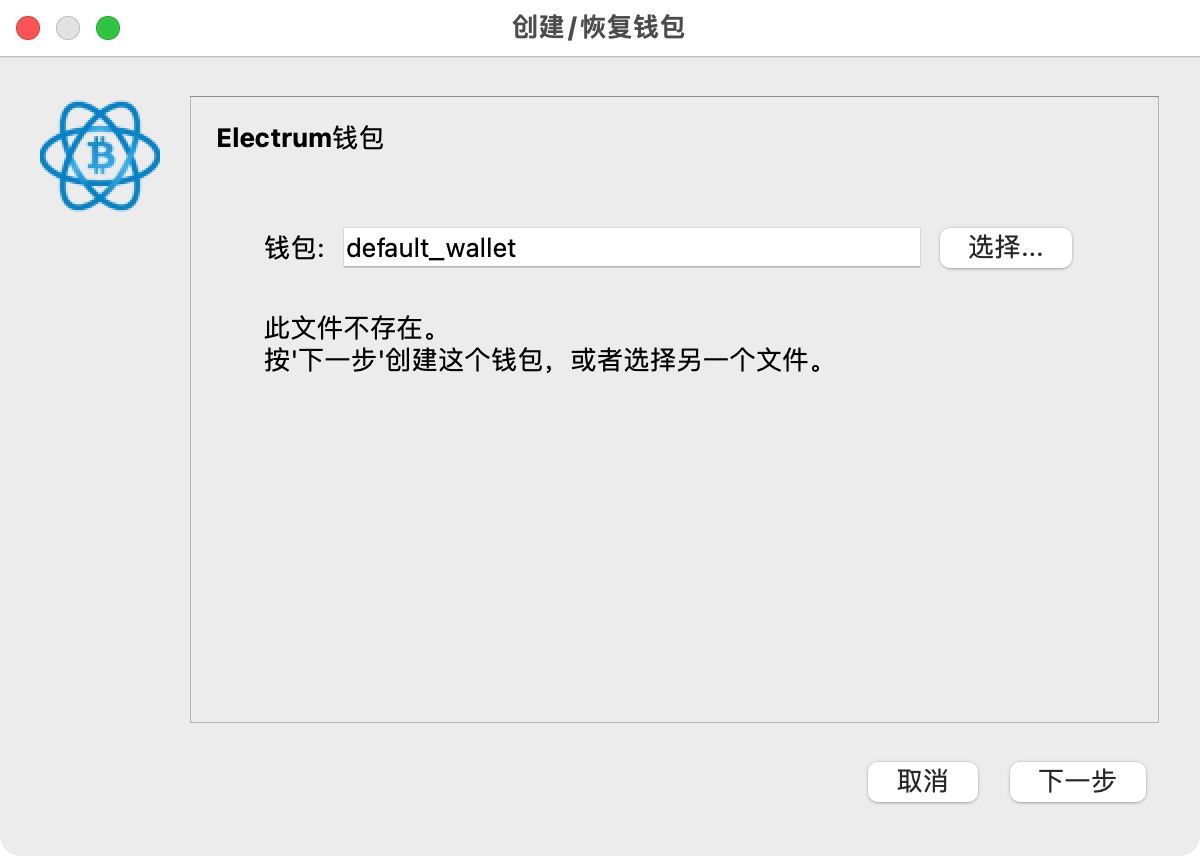 创建/恢复钱包
Electrum钱包
钱包: default_wallet 选择...
此文件不存在。
按'下一步'创建这个钱包，或者选择另一个文件。
取消 下一步